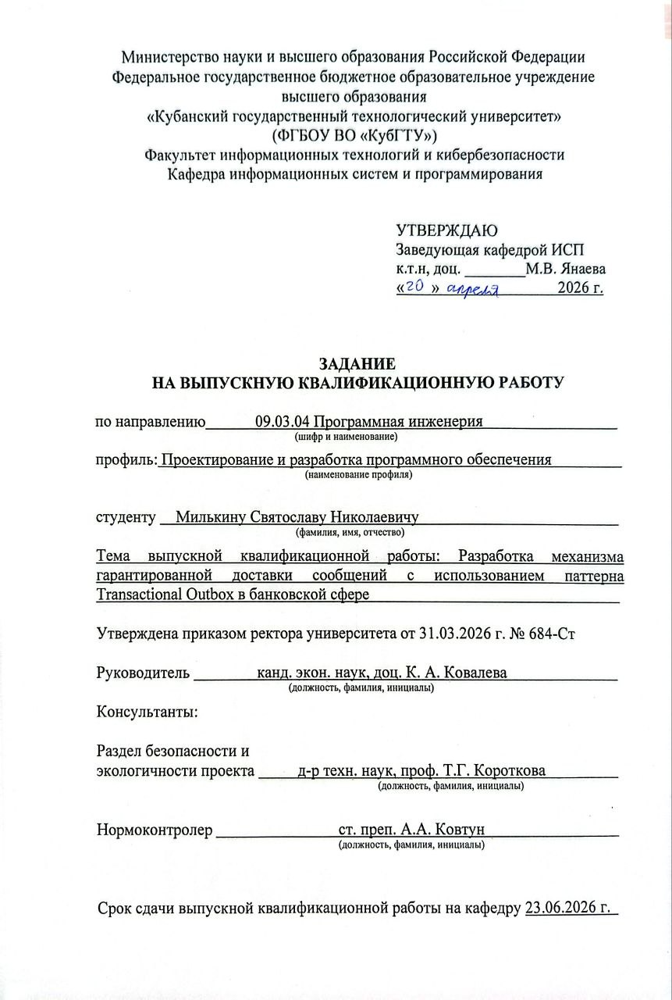 Министерство науки и высшего образования Российской Федерации
Федеральное государственное бюджетное образовательное учреждение
высшего образования
«Кубанский государственный технологический университет»
(ФГБОУ ВО «КубГТУ»)
Факультет информационных технологий и кибербезопасности
Кафедра информационных систем и программирования
УТВЕРЖДАЮ
Заведующая кафедрой ИСП
к.т.н, доц. ________М.В. Янаева
«20 » апреля 2026 г.
ЗАДАНИЕ
НА ВЫПУСКНУЮ КВАЛИФИКАЦИОННУЮ РАБОТУ
по направлению 09.03.04 Программная инженерия
(шифр и наименование)
профиль: Проектирование и разработка программного обеспечения
(наименование профиля)
студенту Милькину Святославу Николаевичу
(фамилия, имя, отчество)
Тема выпускной квалификационной работы: Разработка механизма
гарантированной доставки сообщений с использованием паттерна
Transactional Outbox в банковской сфере
Утверждена приказом ректора университета от 31.03.2026 г. № 684-Ст
Руководитель канд. экон. наук, доц. К. А. Ковалева
(должность, фамилия, инициалы)
Консультанты:
Раздел безопасности и
экологичности проекта д-р техн. наук, проф. Т.Г. Короткова
(должность, фамилия, инициалы)
Нормоконтролер ст. преп. А.А. Ковтун
(должность, фамилия, инициалы)
Срок сдачи выпускной квалификационной работы на кафедру 23.06.2026 г.